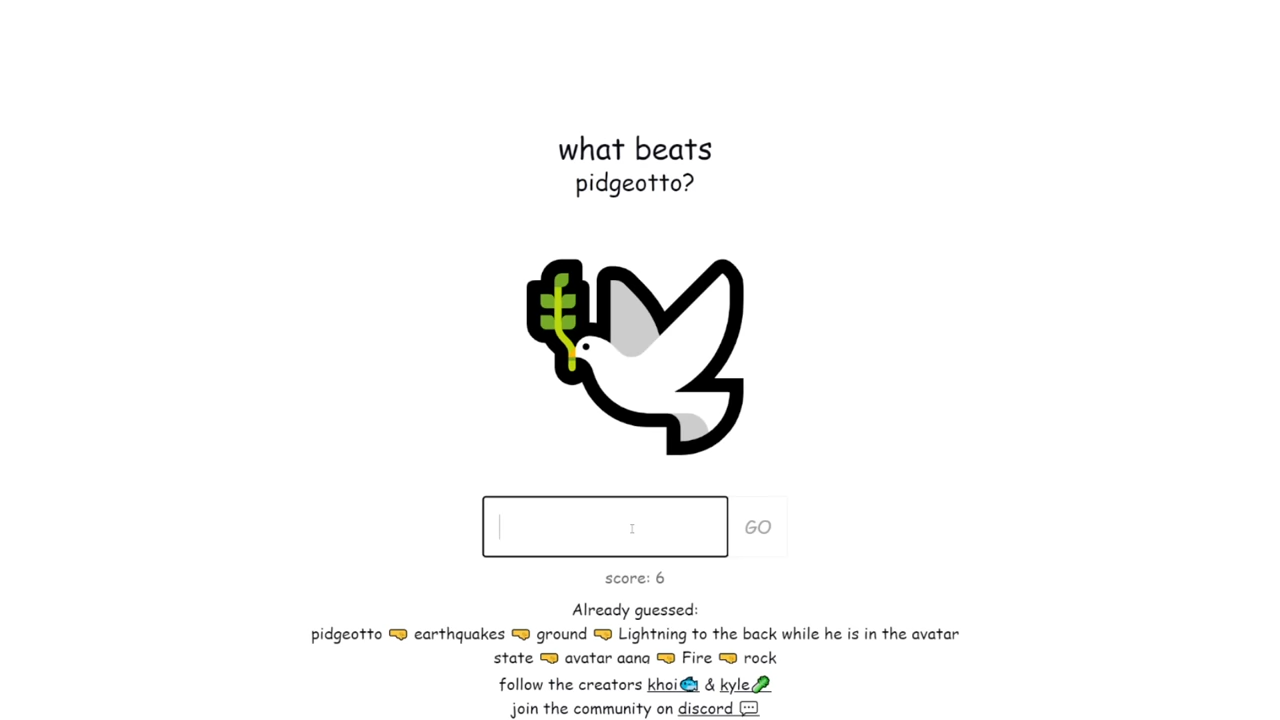 what beats
pidgeotto?
GO
score: 6
Already guessed:
pidgeotto 🤜 earthquakes 🤜 ground 🤜 Lightning to the back while he is in the avatar
state 🤜 avatar aang 🤜 Fire 🤜 rock
follow the creators khoi🐟 & kyle🥒
join the community on discord 💬